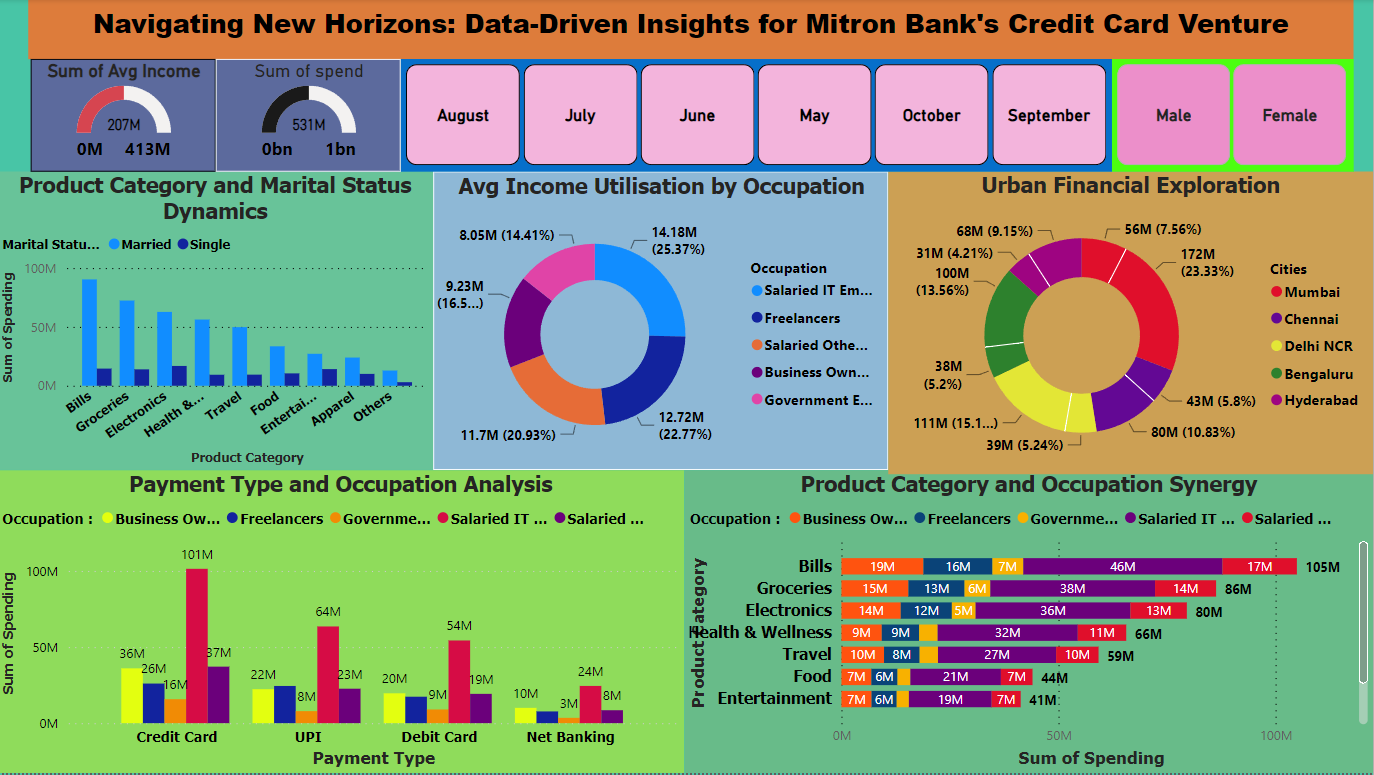 Navigating New Horizons: Data-Driven Insights for Mitron Bank's Credit Card Venture
Sum of Avg Income
207M
0M 413M
Sum of spend
531M
0bn 1bn
August
July
June
May
October
September
Male
Female
Product Category and Marital Status
Dynamics
Marital Statu... Married Single
Sum of Spending
100M
50M
0M
Bills
Groceries
Electronics
Health &...
Travel
Food
Entertai...
Apparel
Others
Product Category
Avg Income Utilisation by Occupation
14.18M
(25.37%)
12.72M
(22.77%)
11.7M (20.93%)
9.23M
(16.5...)
8.05M (14.41%)
Occupation
Salaried IT Em...
Freelancers
Salaried Othe...
Business Own...
Government E...
Urban Financial Exploration
56M (7.56%)
172M
(23.33%)
43M (5.8%)
80M (10.83%)
39M (5.24%)
111M (15.1...)
38M
(5.2%)
100M
(13.56%)
31M (4.21%)
68M (9.15%)
Cities
Mumbai
Chennai
Delhi NCR
Bengaluru
Hyderabad
Payment Type and Occupation Analysis
Occupation : Business Ow... Freelancers Governme... Salaried IT ... Salaried ...
Sum of Spending
100M
50M
0M
36M 26M 16M 101M 37M
22M 8M 64M 23M
20M 9M 54M 19M
10M 3M 24M 8M
Credit Card UPI Debit Card Net Banking
Payment Type
Product Category and Occupation Synergy
Occupation : Business Ow... Freelancers Governme... Salaried IT ... Salaried ...
Product Category
Bills 19M 16M 7M 46M 17M 105M
Groceries 15M 13M 6M 38M 14M 86M
Electronics 14M 12M 5M 36M 13M 80M
Health & Wellness 9M 9M 32M 11M 66M
Travel 10M 8M 27M 10M 59M
Food 7M 6M 21M 7M 44M
Entertainment 7M 6M 19M 7M 41M
0M 50M 100M
Sum of Spending